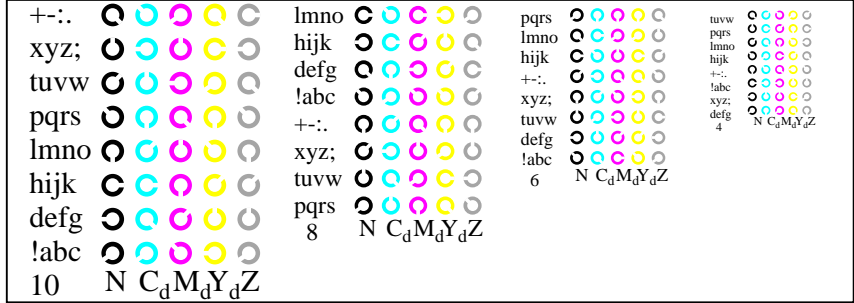 +-:.
xyz;
tuvw
pqrs
lmno
hijk
defg
!abc
10 N CdMdYdZ
lmno
hijk
defg
!abc
+-:.
xyz;
tuvw
pqrs
8 N CdMdYdZ
pqrs
lmno
hijk
+-:.
xyz;
tuvw
defg
!abc
6 N CdMdYdZ
tuvw
pqrs
lmno
hijk
+-:.
!abc
xyz;
defg
4 N CdMdYdZ